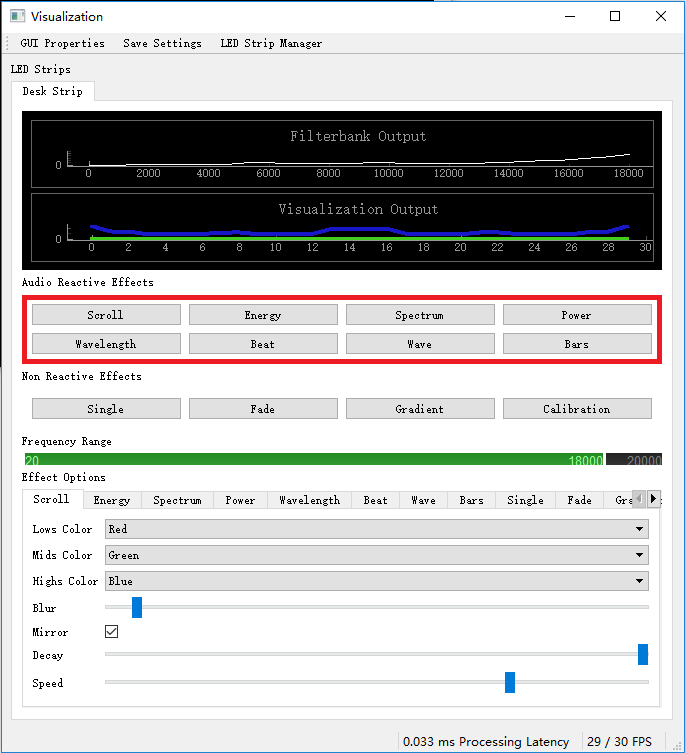 Visualization
GUI Properties Save Settings LED Strip Manager
LED Strips
Desk Strip
Filterbank Output
0
0 2000 4000 6000 8000 10000 12000 14000 16000 18000
Visualization Output
0
0 2 4 6 8 10 12 14 16 18 20 22 24 26 28 30
Audio Reactive Effects
Scroll Energy Spectrum Power
Wavelength Beat Wave Bars
Non Reactive Effects
Single Fade Gradient Calibration
Frequency Range
20 18000 20000
Effect Options
Scroll Energy Spectrum Power Wavelength Beat Wave Bars Single Fade
Lows Color Red
Mids Color Green
Highs Color Blue
Blur
Mirror
Decay
Speed
0.033 ms Processing Latency 29 / 30 FPS